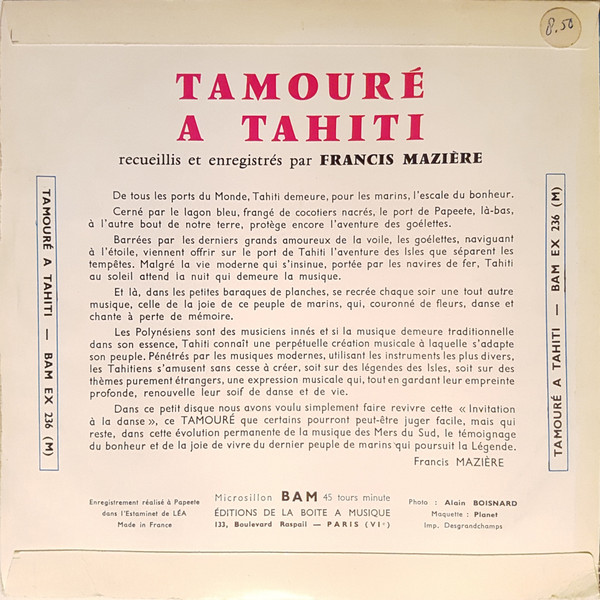 8.50
TAMOURÉ
A TAHITI
recueillis et enregistrés par FRANCIS MAZIÈRE
De tous les ports du Monde, Tahiti demeure, pour les marins, l'escale du bonheur.
Cerné par le lagon bleu, frangé de cocotiers nacrés, le port de Papeete, là-bas,
à l'autre bout de notre terre, protège encore l'aventure des goélettes.
Barrées par les derniers grands amoureux de la voile, les goélettes, naviguant
à l'étoile, viennent offrir sur le port de Tahiti l'aventure des Isles que séparent les
tempêtes. Malgré la vie moderne qui s'insinue, portée par les navires de fer, Tahiti
au soleil attend la nuit qui demeure la musique.
Et là, dans les petites baraques de planches, se recrée chaque soir une tout autre
musique, celle de la joie de ce peuple de marins, qui, couronné de fleurs, danse et
chante à perte de mémoire.
Les Polynésiens sont des musiciens innés et si la musique demeure traditionnelle
dans son essence, Tahiti connaît une perpétuelle création musicale à laquelle s'adapte
son peuple. Pénétrés par les musiques modernes, utilisant les instruments les plus divers,
les Tahitiens s'amusent sans cesse à créer, soit sur des légendes des Isles, soit sur des
thèmes purement étrangers, une expression musicale qui, tout en gardant leur empreinte
profonde, renouvelle leur soif de danse et de vie.
Dans ce petit disque nous avons voulu simplement faire revivre cette « Invitation
à la danse », ce TAMOURÉ que certains pourront peut-être juger facile, mais qui
reste, dans cette évolution permanente de la musique des Mers du Sud, le témoignage
du bonheur et de la joie de vivre du dernier peuple de marins qui poursuit la Légende.
Francis MAZIÈRE
TAMOURÉ A TAHITI — BAM EX 236 (M)
TAMOURÉ A TAHITI — BAM EX 236 (M)
Enregistrement réalisé à Papeete
dans l'Estaminet de LÉA
Made in France
Microsillon BAM 45 tours minute
ÉDITIONS DE LA BOITE A MUSIQUE
133, Boulevard Raspail — PARIS (VIe)
Photo : Alain BOISNARD
Maquette : Planet
Imp. Desgrandchamps